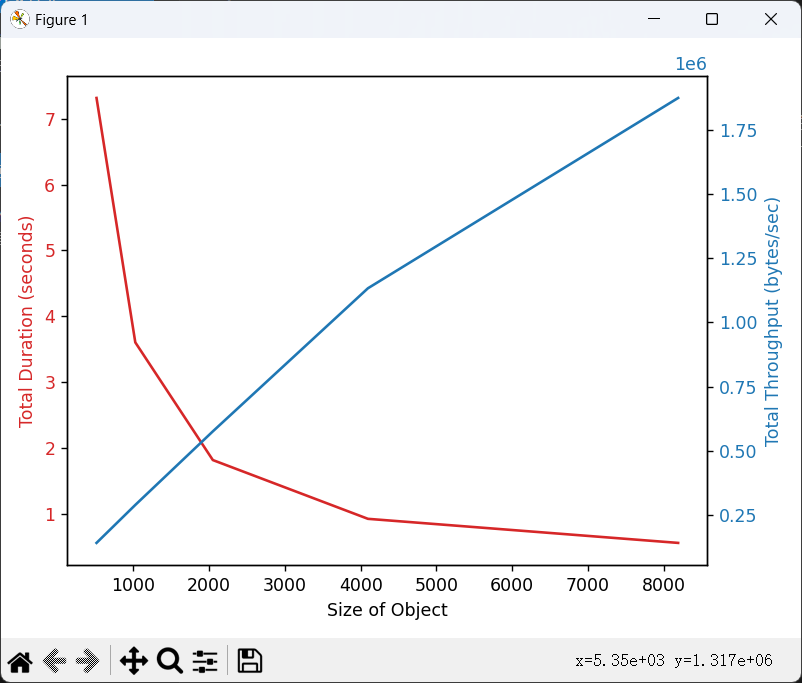 Figure 1
1e6
7
6
5
4
3
2
1
Total Duration (seconds)
1.75
1.50
1.25
1.00
0.75
0.50
0.25
Total Throughput (bytes/sec)
1000 2000 3000 4000 5000 6000 7000 8000
Size of Object
x=5.35e+03 y=1.317e+06